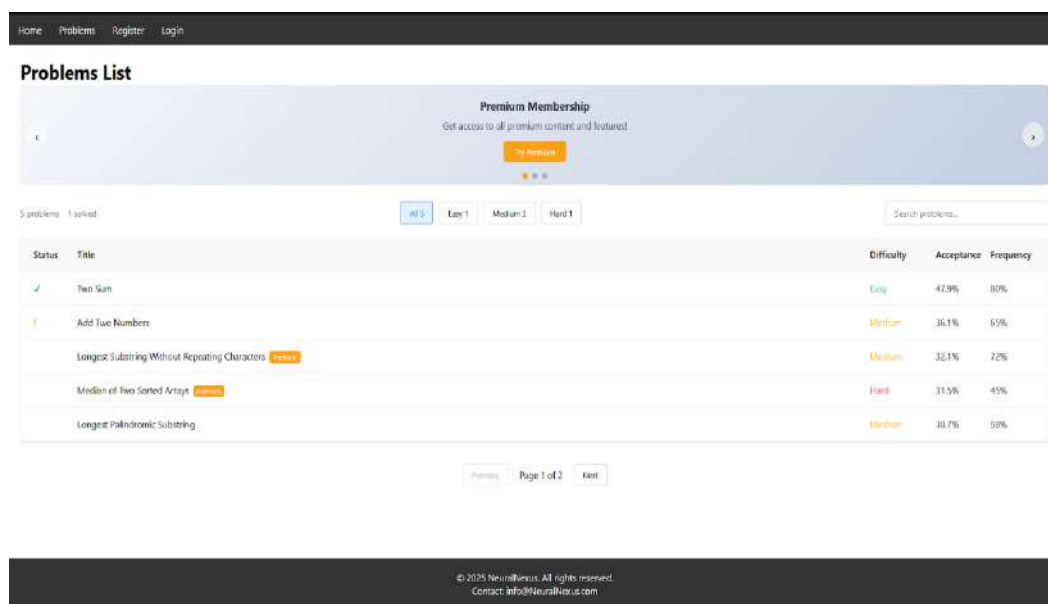 Home Problems Register Login
Problems List
Premium Membership
Get access to all premium content and features!
Try Premium
5 problems 1 solved
All 5 Easy 1 Medium 3 Hard 1
Search problems...
Status Title Difficulty Acceptance Frequency
✓ Two Sum Easy 47.9% 80%
! Add Two Numbers Medium 36.1% 65%
Longest Substring Without Repeating Characters Premium Medium 32.1% 72%
Median of Two Sorted Arrays Premium Hard 31.5% 45%
Longest Palindromic Substring Medium 30.7% 58%
Previous Page 1 of 2 Next
© 2025 NeuralNexus. All rights reserved.
Contact: info@NeuralNexus.com